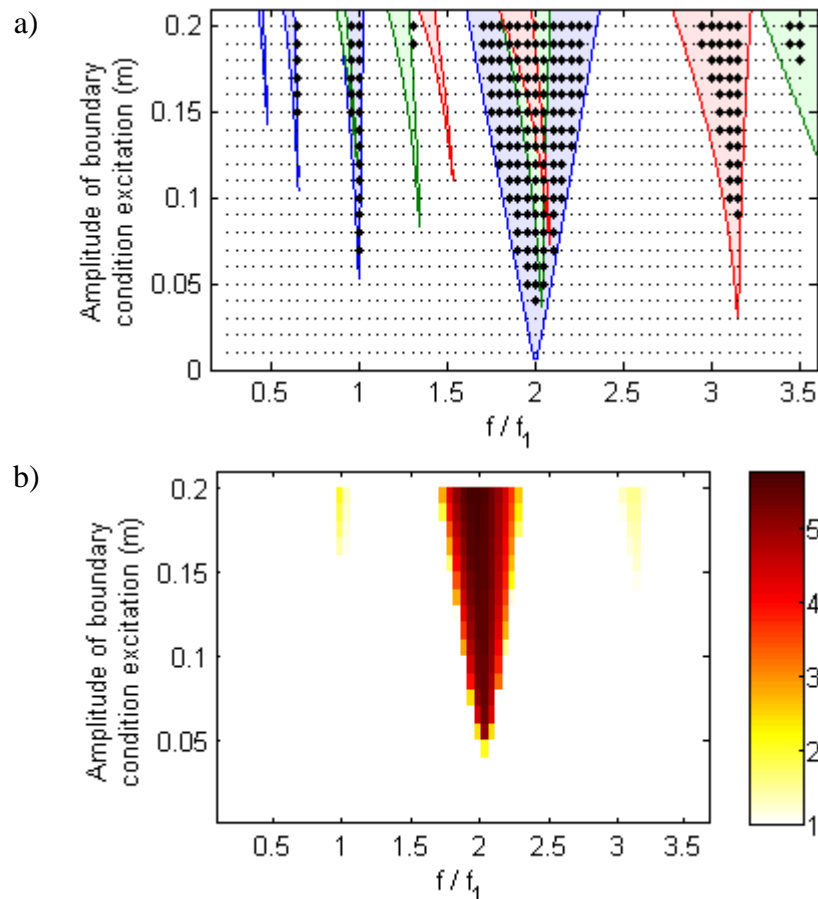 a)
Amplitude of boundary
condition excitation (m)
0.2
0.15
0.1
0.05
0
0.5 1 1.5 2 2.5 3 3.5
f / f1
b)
Amplitude of boundary
condition excitation (m)
0.2
0.15
0.1
0.05
0.5 1 1.5 2 2.5 3 3.5
f / f1
5
4
3
2
1